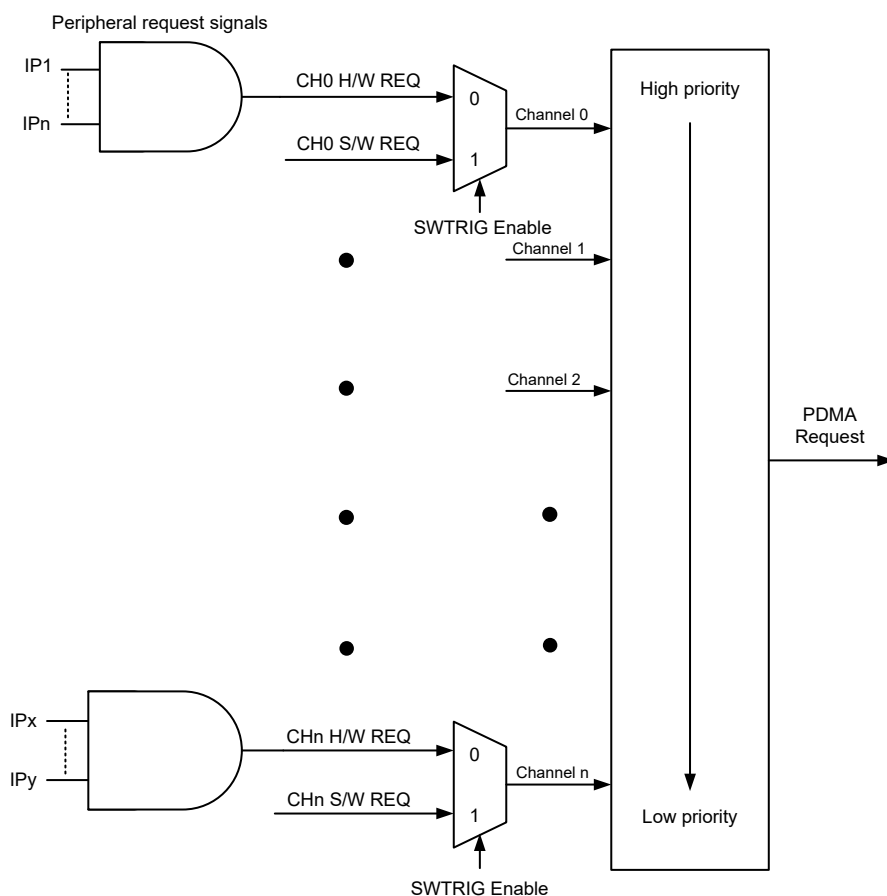 Peripheral request signals
IP1
IPn
CH0 H/W REQ
CH0 S/W REQ
0
1
SWTRIG Enable
Channel 0
Channel 1
Channel 2
High priority
Low priority
PDMA
Request
IPx
IPy
CHn H/W REQ
CHn S/W REQ
0
1
SWTRIG Enable
Channel n